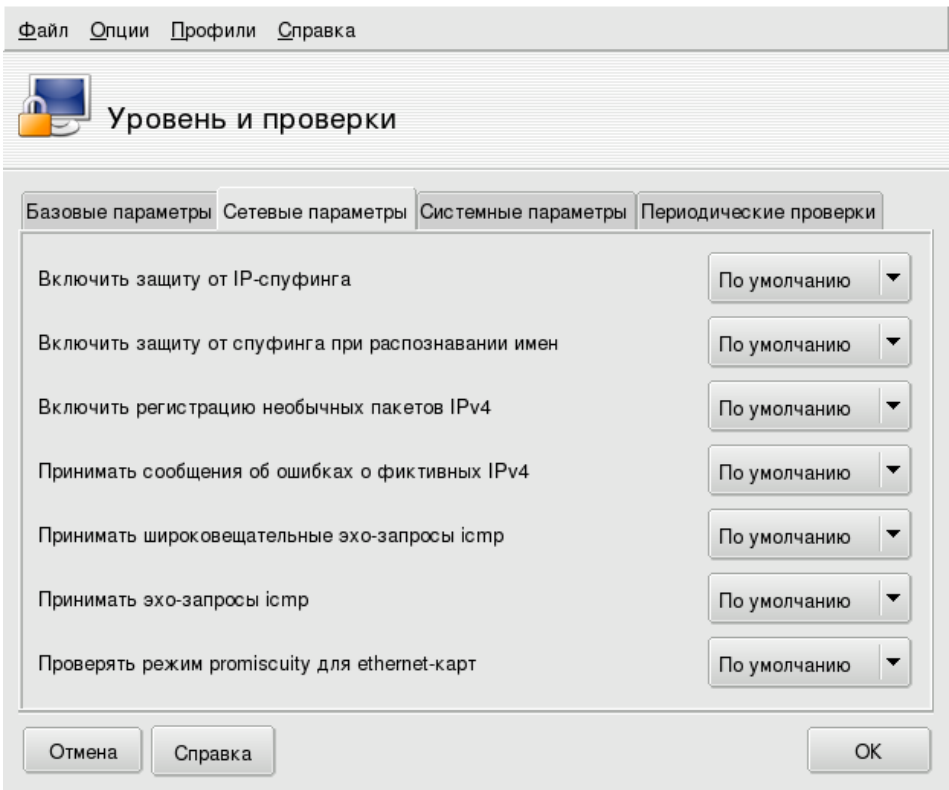 Файл Опции Профили Справка
Уровень и проверки
Базовые параметры Сетевые параметры Системные параметры Периодические проверки
Включить защиту от IP-спуфинга По умолчанию
Включить защиту от спуфинга при распознавании имен По умолчанию
Включить регистрацию необычных пакетов IPv4 По умолчанию
Принимать сообщения об ошибках о фиктивных IPv4 По умолчанию
Принимать широковещательные эхо-запросы icmp По умолчанию
Принимать эхо-запросы icmp По умолчанию
Проверять режим promiscuity для ethernet-карт По умолчанию
Отмена Справка OK